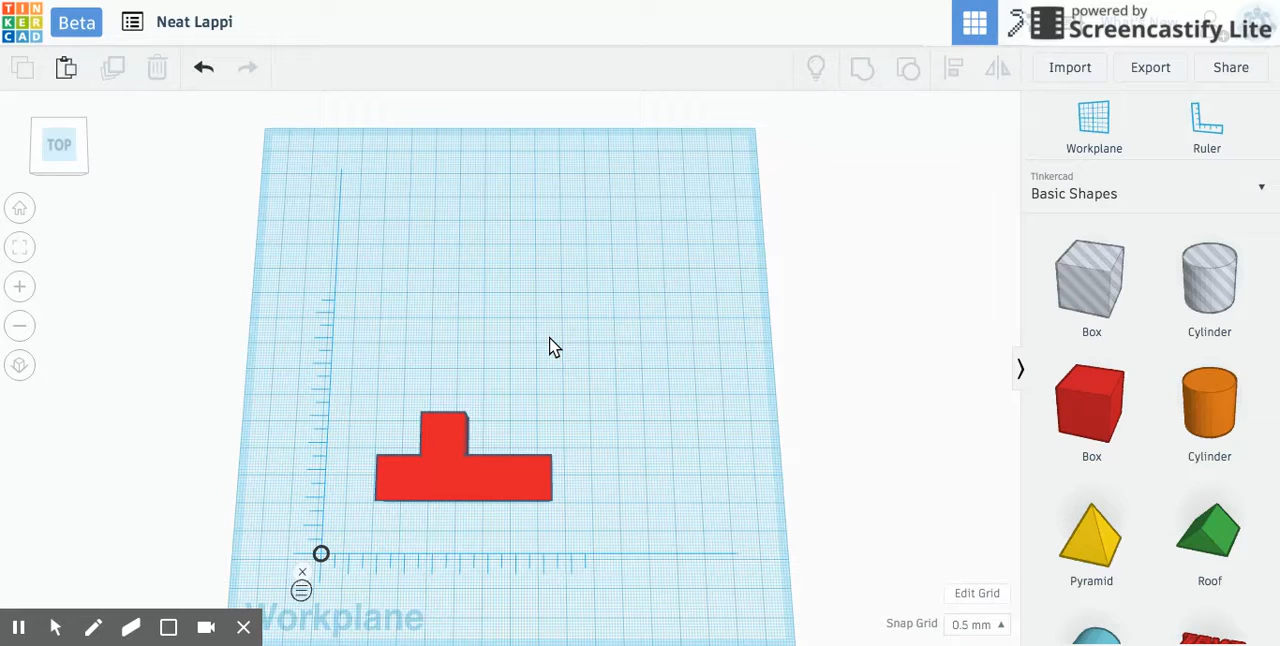 TIN
KER
CAD
Beta
Neat Lappi
powered by
Screencastify Lite
Import
Export
Share
TOP
Workplane
Ruler
Tinkercad
Basic Shapes
Box
Cylinder
Box
Cylinder
Pyramid
Roof
Workplane
Edit Grid
Snap Grid
0.5 mm